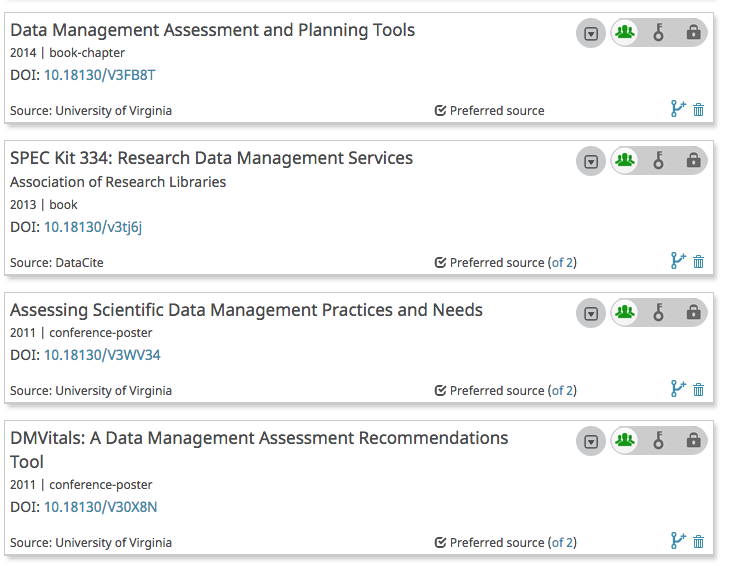 Data Management Assessment and Planning Tools
2014 | book-chapter
DOI: 10.18130/V3FB8T
Source: University of Virginia Preferred source
SPEC Kit 334: Research Data Management Services
Association of Research Libraries
2013 | book
DOI: 10.18130/v3tj6j
Source: DataCite Preferred source (of 2)
Assessing Scientific Data Management Practices and Needs
2011 | conference-poster
DOI: 10.18130/V3WV34
Source: University of Virginia Preferred source (of 2)
DMVitals: A Data Management Assessment Recommendations
Tool
2011 | conference-poster
DOI: 10.18130/V30X8N
Source: University of Virginia Preferred source (of 2)